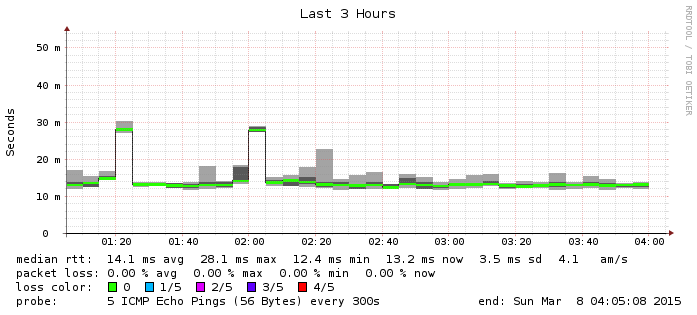 Last 3 Hours
RRDTOOL / TOBI OETIKER
Seconds
50 m
40 m
30 m
20 m
10 m
0
01:20 01:40 02:00 02:20 02:40 03:00 03:20 03:40 04:00
median rtt: 14.1 ms avg 28.1 ms max 12.4 ms min 13.2 ms now 3.5 ms sd 4.1 am/s
packet loss: 0.00 % avg 0.00 % max 0.00 % min 0.00 % now
loss color: 0 1/5 2/5 3/5 4/5
probe: 5 ICMP Echo Pings (56 Bytes) every 300s end: Sun Mar 8 04:05:08 2015